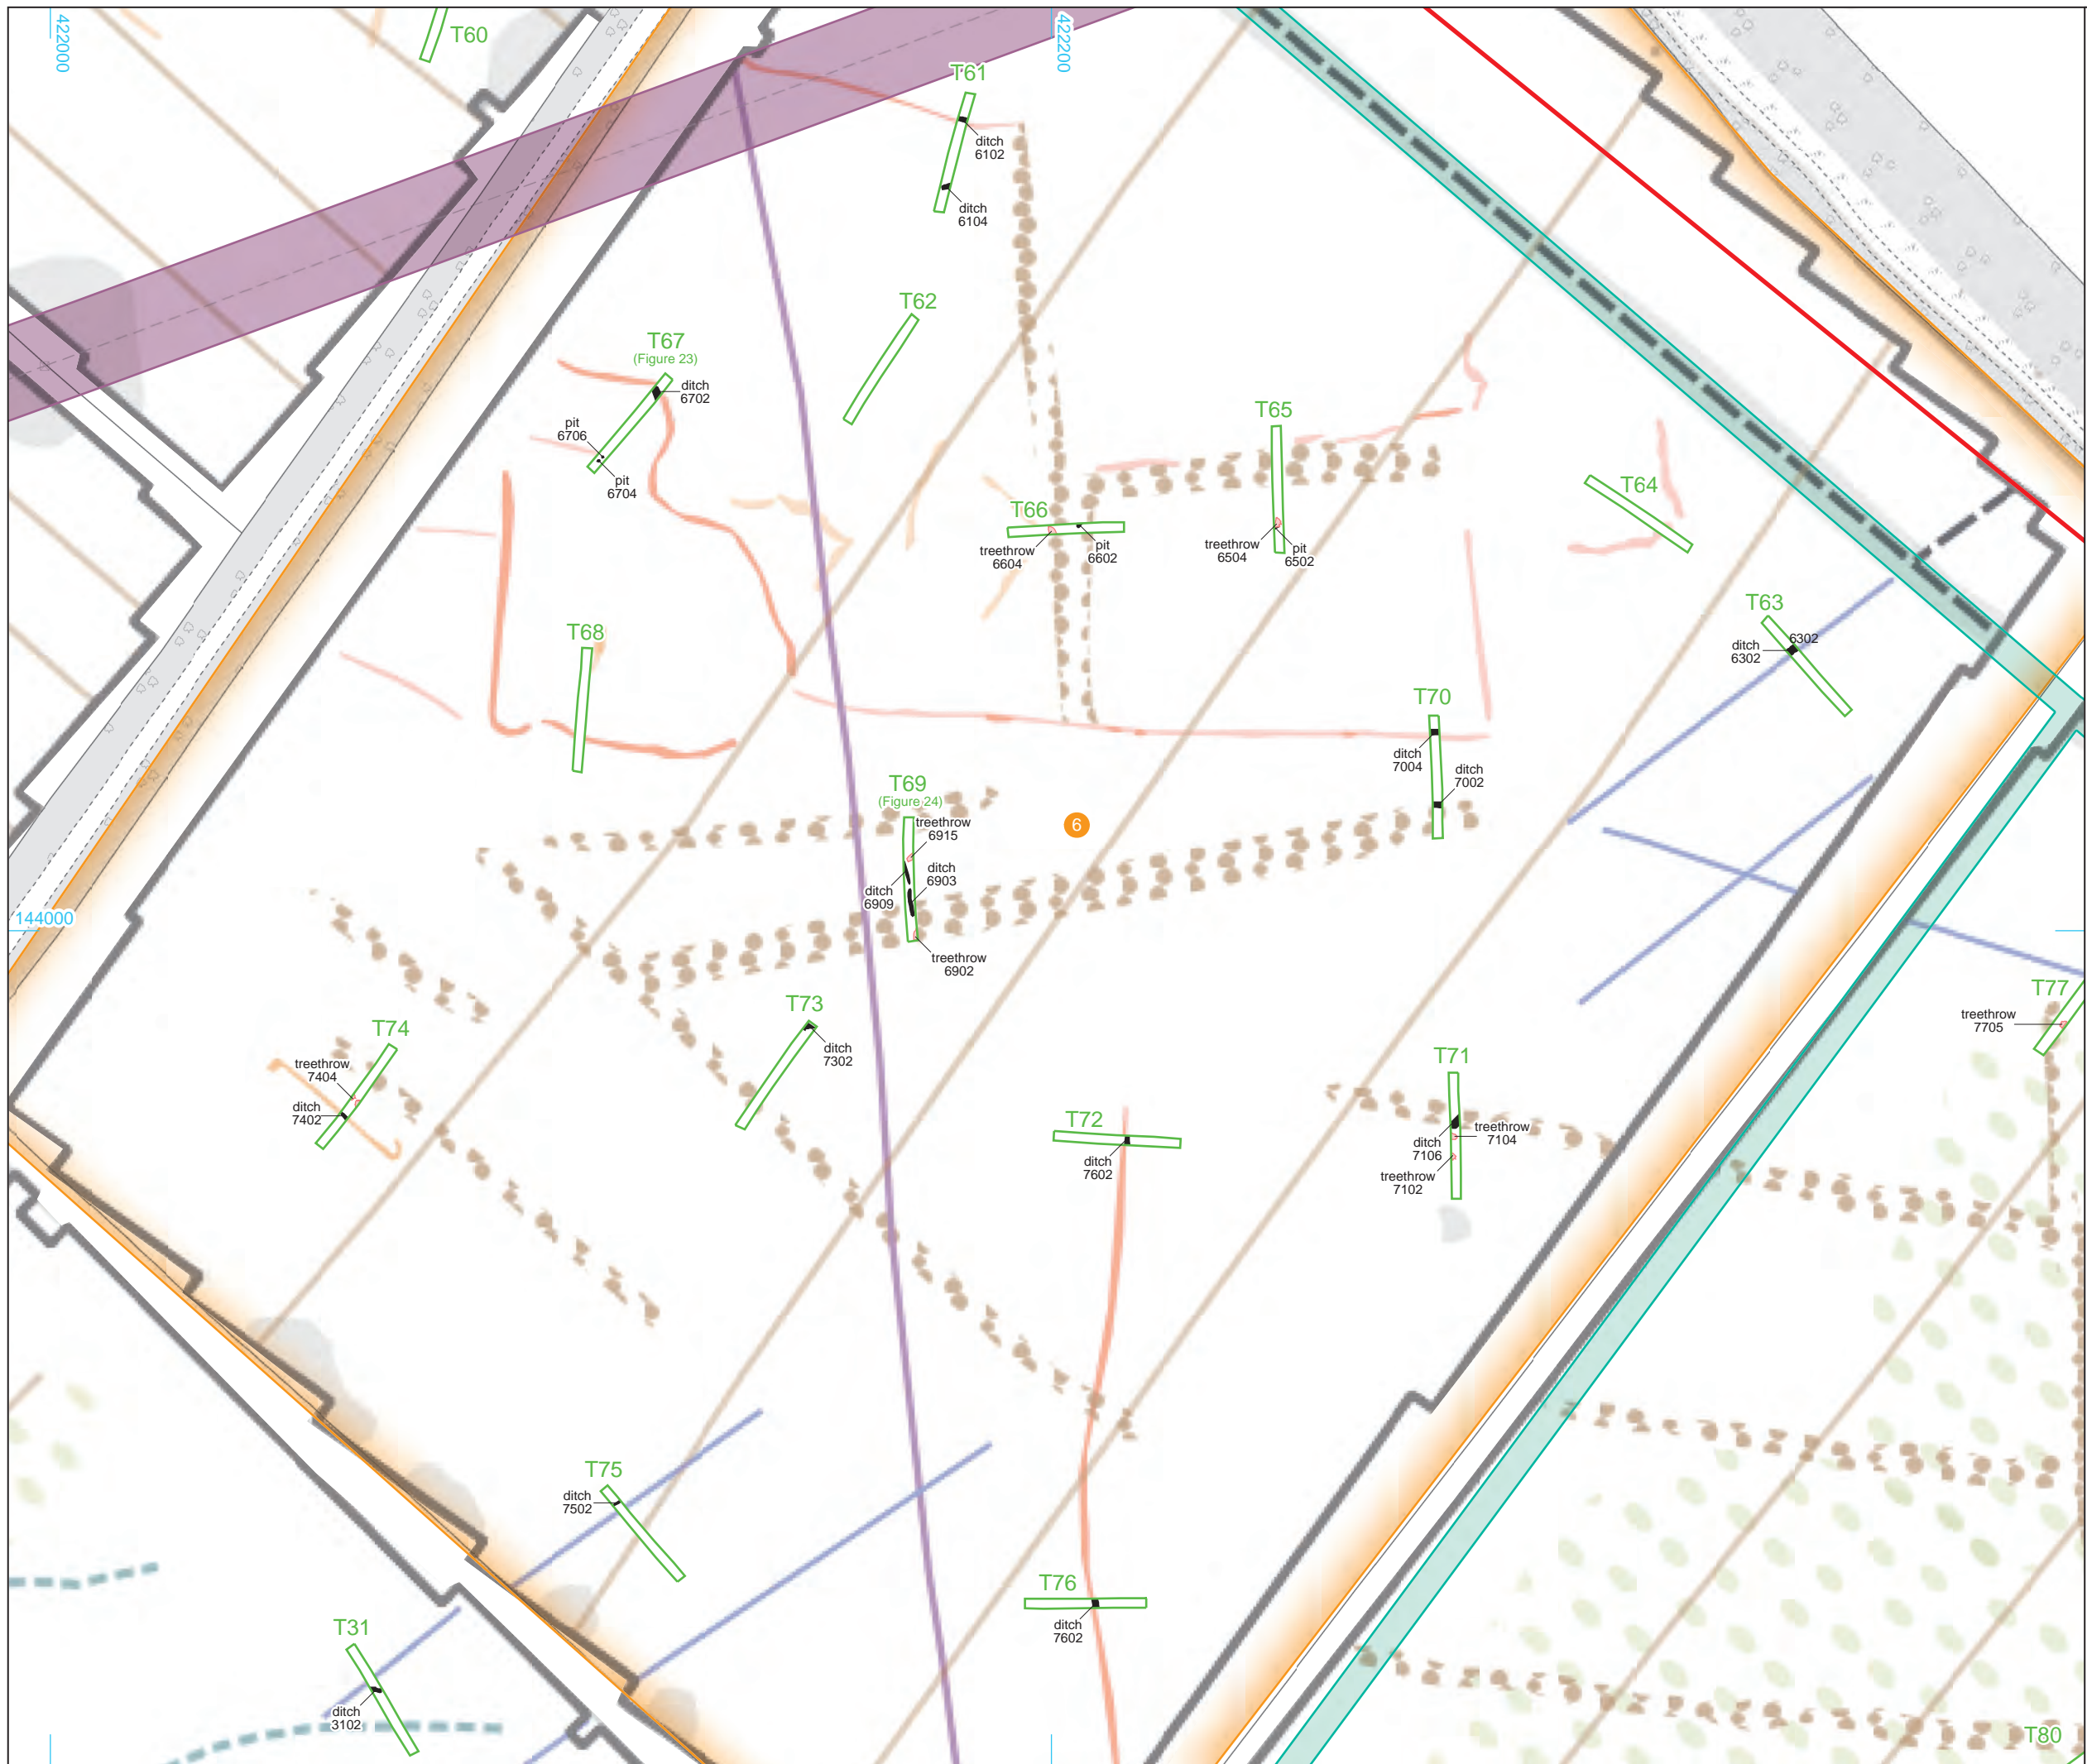 422000
422200
T60
T61
ditch
6102
ditch
6104
T62
T67
(Figure 23)
ditch
6702
pit
6706
pit
6704
T65
treethrow
6504
pit
6502
T66
treethrow
6604
pit
6602
T64
T63
6302
ditch
6302
T68
T70
ditch
7004
ditch
7002
T69
(Figure 24)
treethrow
6915
ditch
6903
ditch
6909
treethrow
6902
6
144000
T73
ditch
7302
T74
treethrow
7404
ditch
7402
T77
treethrow
7705
T71
treethrow
7104
ditch
7106
treethrow
7102
T72
ditch
7602
T75
ditch
7502
T76
ditch
7602
T31
ditch
3102
T80